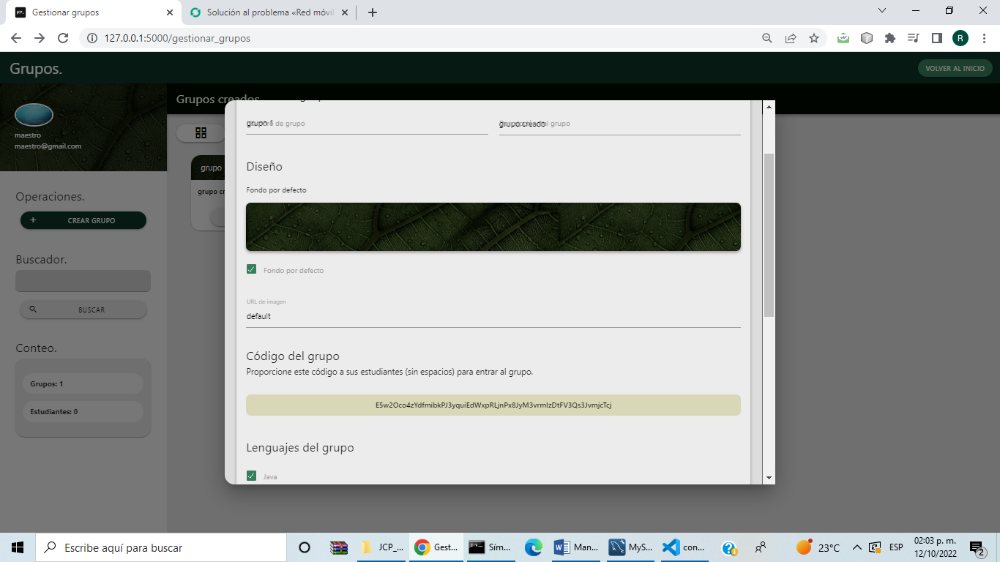 Gestionar grupos
Solución al problema «Red móvil
127.0.0.1:5000/gestionar_grupos
R
Grupos.
VOLVER AL INICIO
Grupos creados
maestro
maestro@gmail.com
grupo
grupo cr
Operaciones.
CREAR GRUPO
Buscador.
BUSCAR
Conteo.
Grupos: 1
Estudiantes: 0
grupo 1
de grupo
grupo creado
grupo
Diseño
Fondo por defecto
Fondo por defecto
URL de imagen
default
Código del grupo
Proporcione este código a sus estudiantes (sin espacios) para entrar al grupo.
E5w2Oco4zYdfmibkPJ3yquiEdWxpRLjnPx8JyM3vrmIzDtFV3Qs3JvmjcTcj
Lenguajes del grupo
Java
Escribe aquí para buscar
JCP_...
Gest...
Sím...
Man...
MyS...
con...
23°C
ESP
02:03 p. m.
12/10/2022
2